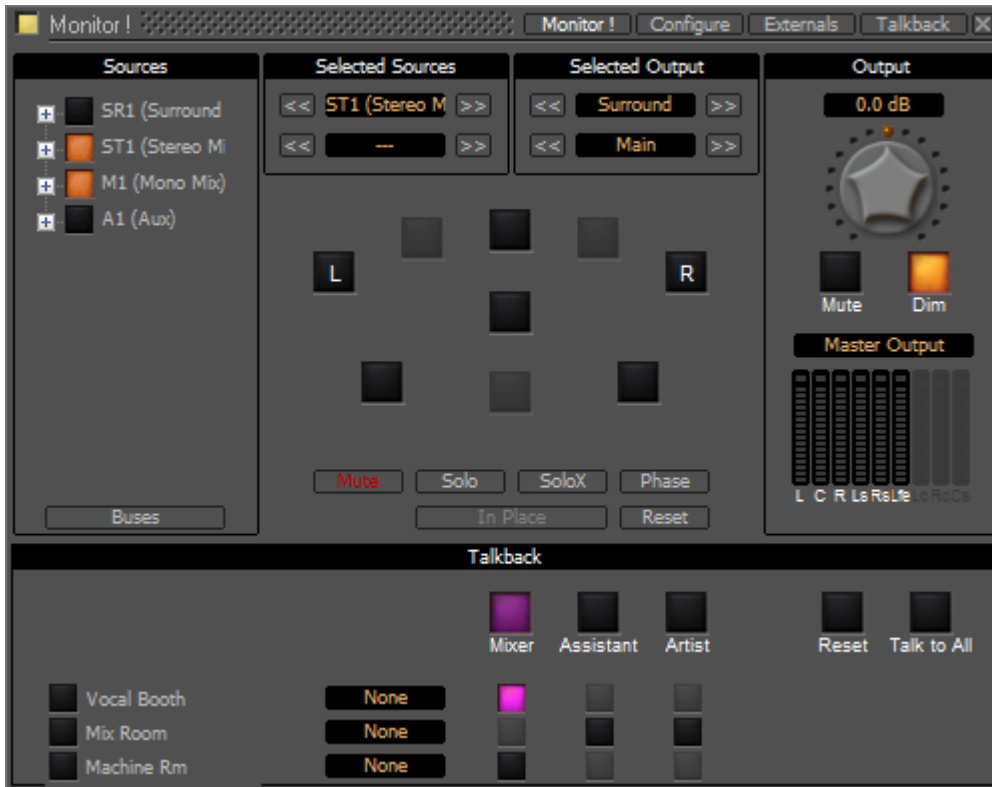 Monitor ! Monitor ! Configure Externals Talkback X
Sources
SR1 (Surround
ST1 (Stereo Mi
M1 (Mono Mix)
A1 (Aux)
Buses
Selected Sources
<< ST1 (Stereo M >>
<< --- >>
Selected Output
<< Surround >>
<< Main >>
L R
Mute Solo SoloX Phase
In Place Reset
Output
0.0 dB
Mute Dim
Master Output
L C R Ls Rs Lfe Lc Rc Cs
Talkback
Mixer Assistant Artist Reset Talk to All
Vocal Booth None
Mix Room None
Machine Rm None